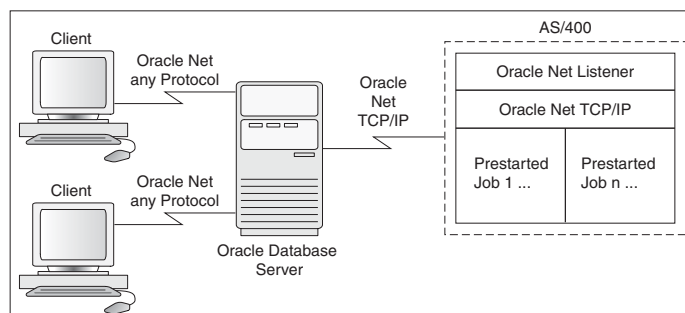 Client
Oracle Net
any Protocol
Client
Oracle Net
any Protocol
Oracle Database
Server
Oracle
Net
TCP/IP
AS/400
Oracle Net Listener
Oracle Net TCP/IP
Prestarted
Job 1 ...
Prestarted
Job n ...